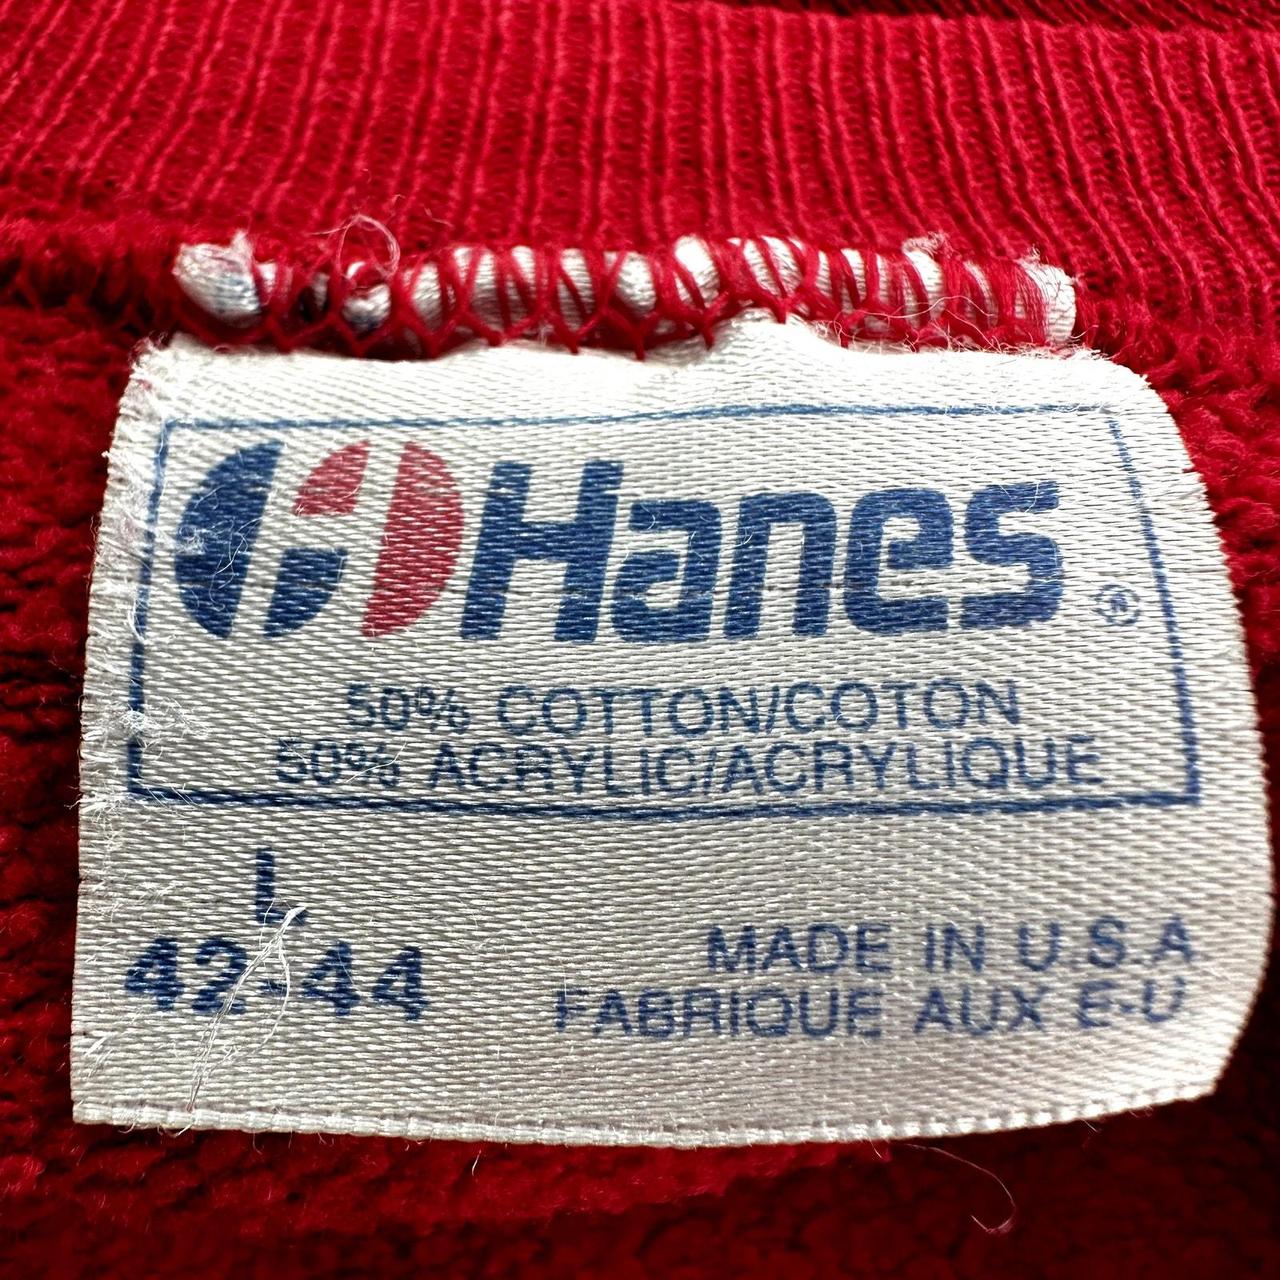 Hanes®
50% COTTON/COTON
50% ACRYLIC/ACRYLIQUE
L
42-44
MADE IN U.S.A
FABRIQUE AUX E-U